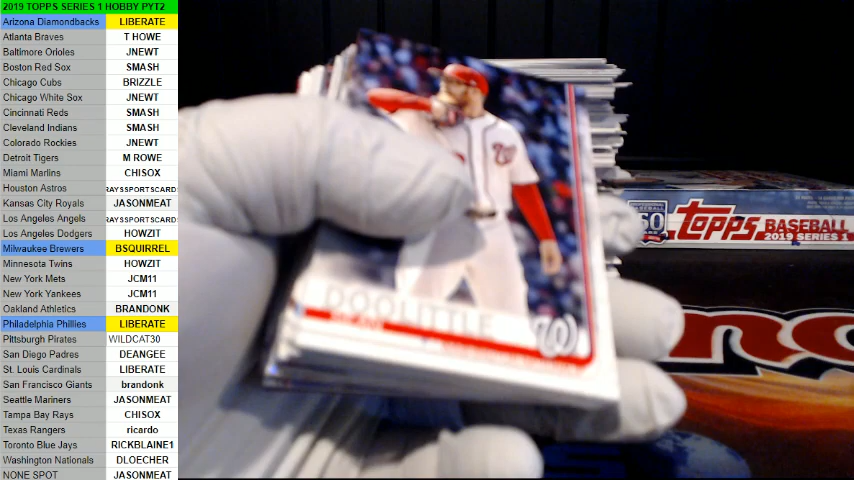 2019 TOPPS SERIES 1 HOBBY PYT2
Arizona Diamondbacks LIBERATE
Atlanta Braves T HOWE
Baltimore Orioles JNEWT
Boston Red Sox SMASH
Chicago Cubs BRIZZLE
Chicago White Sox JNEWT
Cincinnati Reds SMASH
Cleveland Indians SMASH
Colorado Rockies JNEWT
Detroit Tigers M ROWE
Miami Marlins CHISOX
Houston Astros RAYSSPORTSCARD
Kansas City Royals JASONMEAT
Los Angeles Angels RAYSSPORTSCARD
Los Angeles Dodgers HOWZIT
Milwaukee Brewers BSQUIRREL
Minnesota Twins HOWZIT
New York Mets JCM11
New York Yankees JCM11
Oakland Athletics BRANDONK
Philadelphia Phillies LIBERATE
Pittsburgh Pirates WILDCAT30
San Diego Padres DEANGEE
St. Louis Cardinals LIBERATE
San Francisco Giants brandonk
Seattle Mariners JASONMEAT
Tampa Bay Rays CHISOX
Texas Rangers ricardo
Toronto Blue Jays RICKBLAINE1
Washington Nationals DLOECHER
NONE SPOT JASONMEAT
W
DOOLITTLE
W
topps BASEBALL
2019 SERIES 1